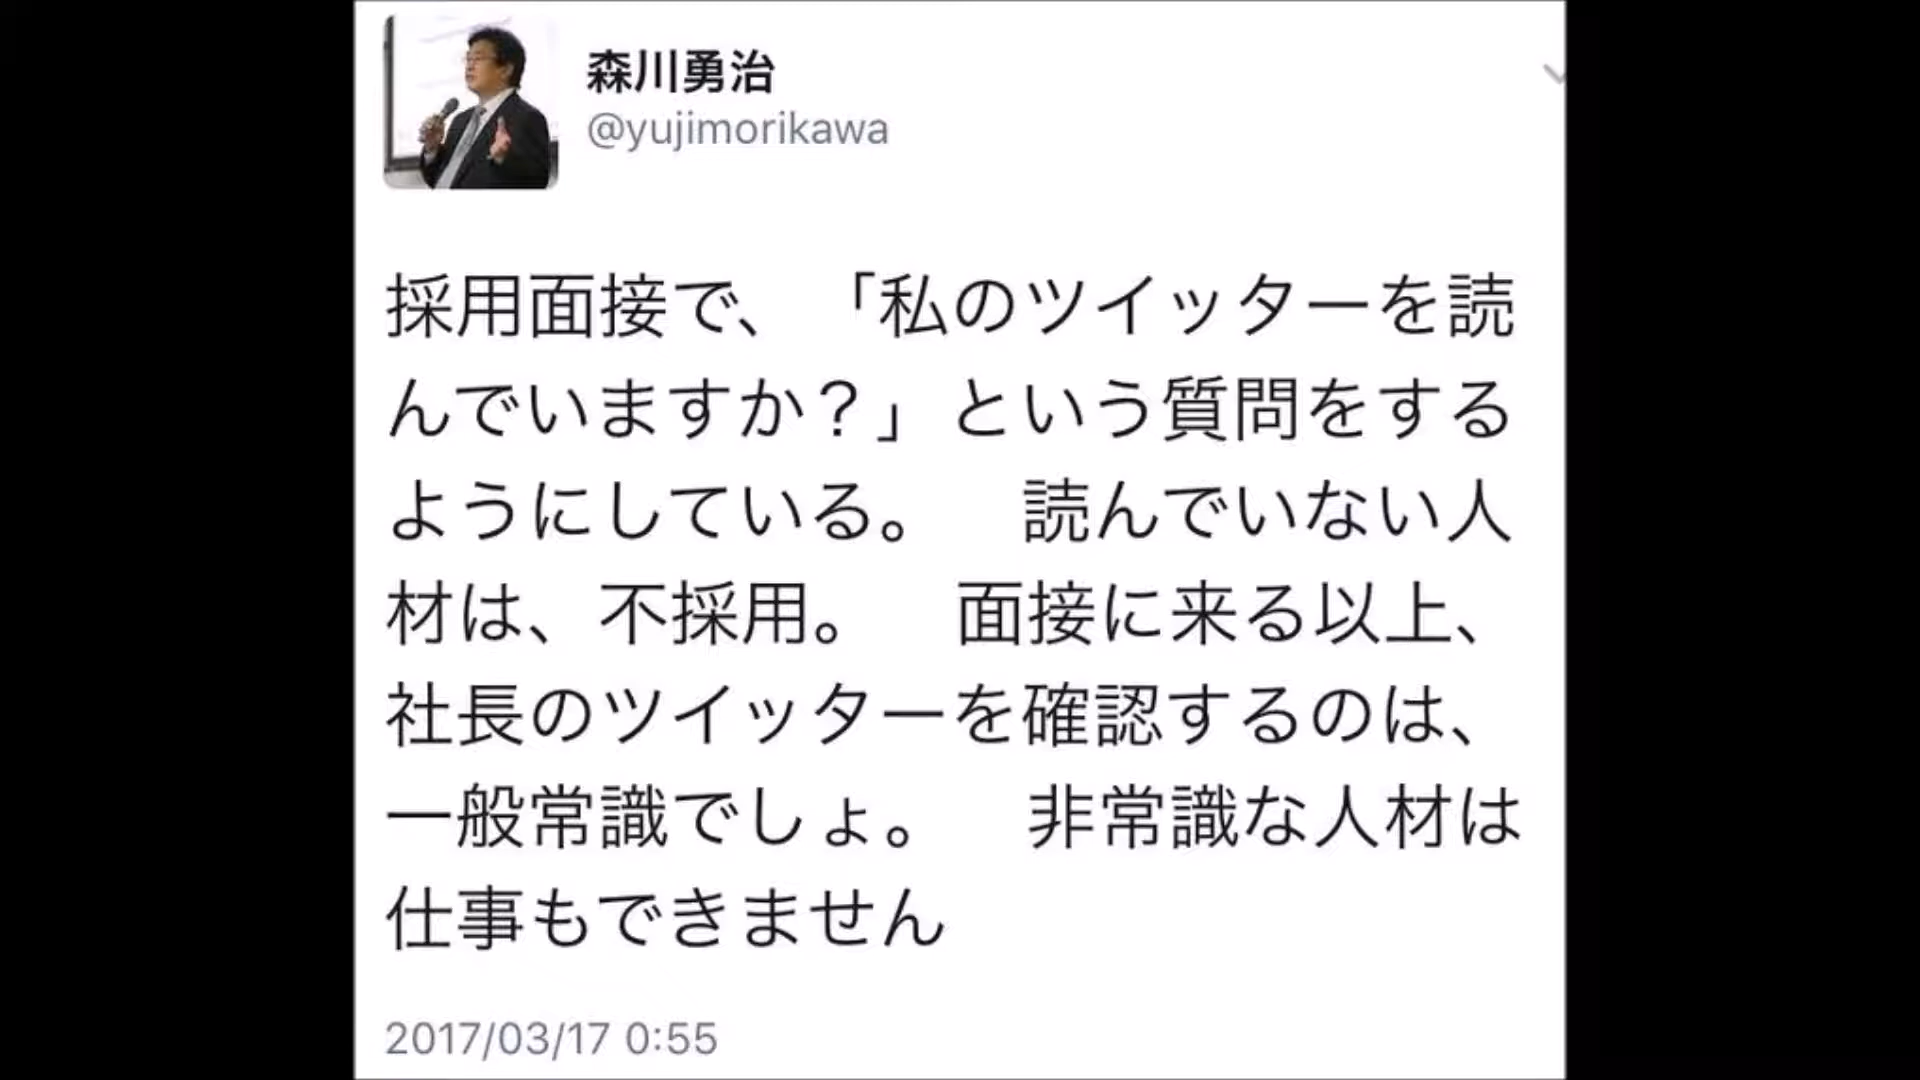 森川勇治
@yujimorikawa
採用面接で、「私のツイッターを読
んでいますか？」という質問をする
ようにしている。　読んでいない人
材は、不採用。　面接に来る以上、
社長のツイッターを確認するのは、
一般常識でしょ。　非常識な人材は
仕事もできません
2017/03/17 0:55